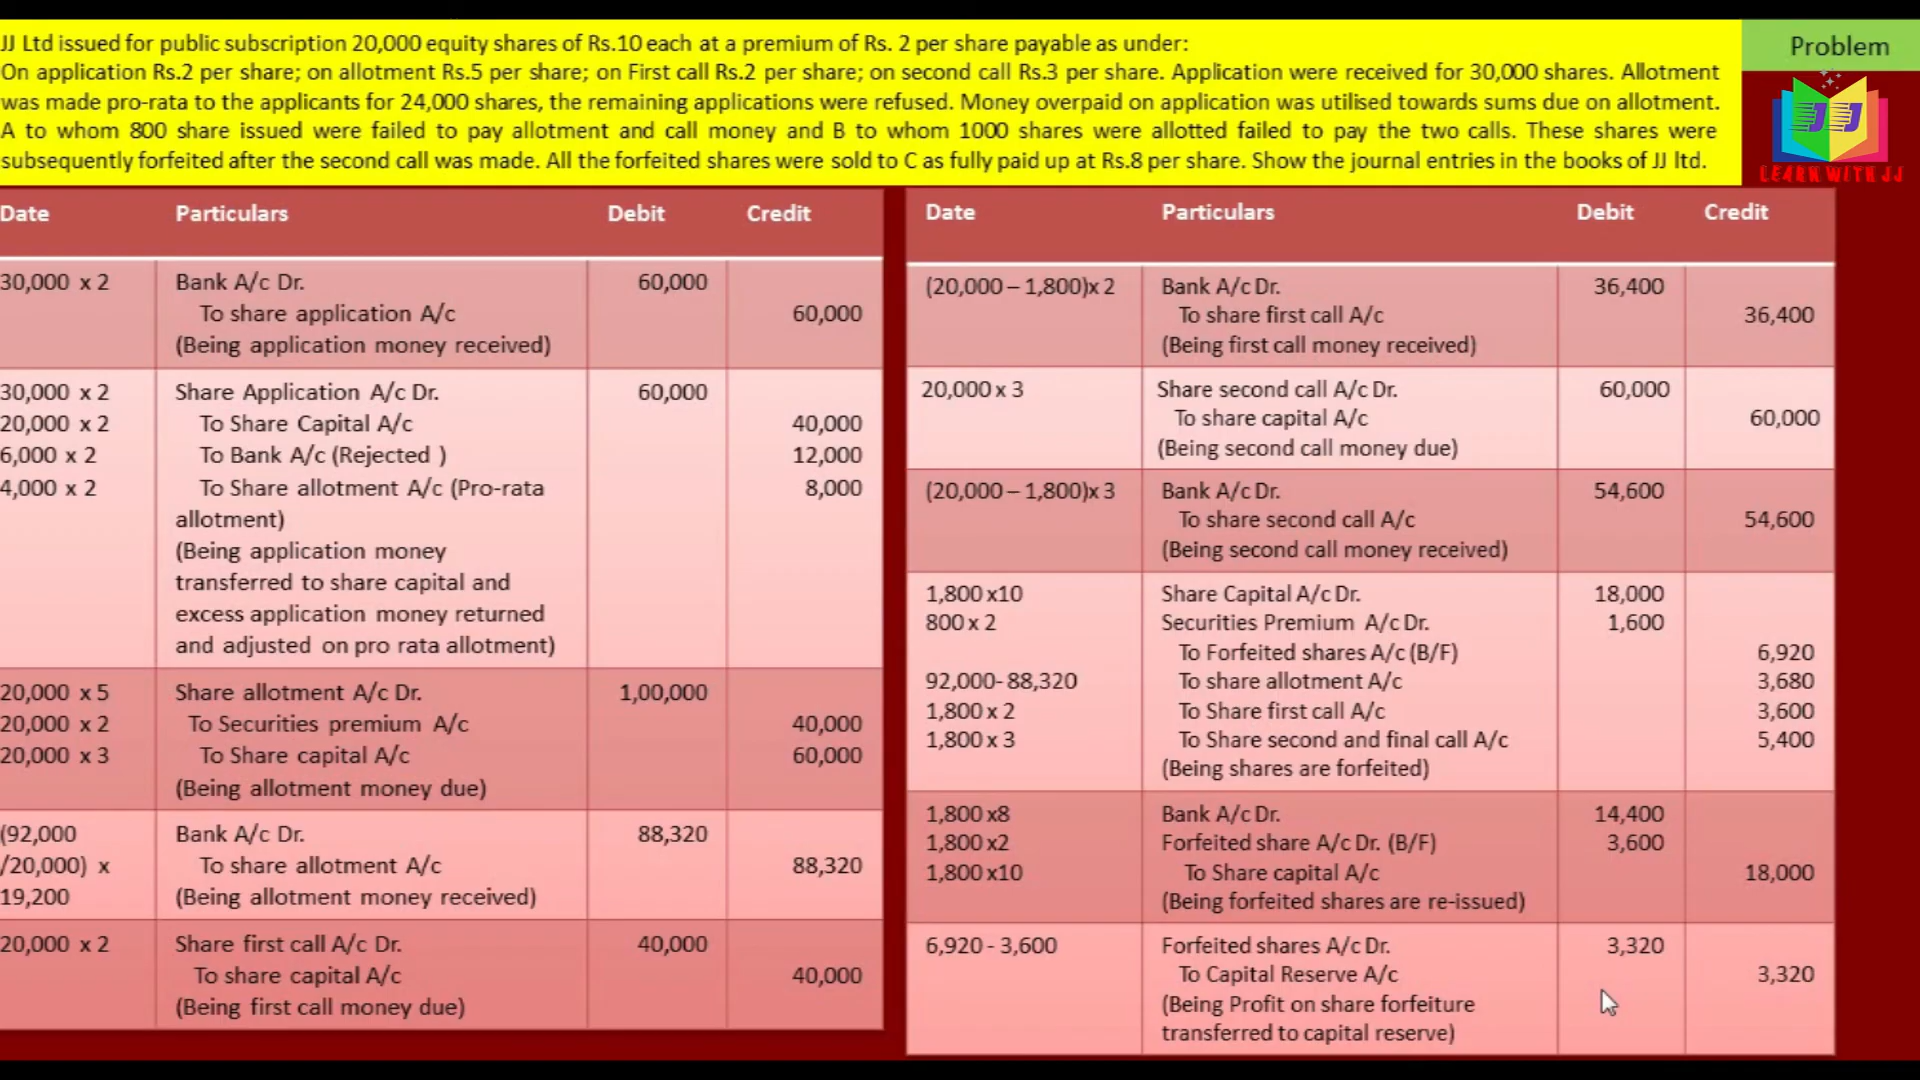 JJ Ltd issued for public subscription 20,000 equity shares of Rs.10 each at a premium of Rs. 2 per share payable as under:
On application Rs.2 per share; on allotment Rs.5 per share; on First call Rs.2 per share; on second call Rs.3 per share. Application were received for 30,000 shares. Allotment
was made pro-rata to the applicants for 24,000 shares, the remaining applications were refused. Money overpaid on application was utilised towards sums due on allotment.
A to whom 800 share issued were failed to pay allotment and call money and B to whom 1000 shares were allotted failed to pay the two calls. These shares were
subsequently forfeited after the second call was made. All the forfeited shares were sold to C as fully paid up at Rs.8 per share. Show the journal entries in the books of JJ ltd.
Problem
JJ
LEARN WITH JJ
Date Particulars Debit Credit
30,000 x 2 Bank A/c Dr. 60,000
To share application A/c 60,000
(Being application money received)
30,000 x 2 Share Application A/c Dr. 60,000
20,000 x 2 To Share Capital A/c 40,000
6,000 x 2 To Bank A/c (Rejected ) 12,000
4,000 x 2 To Share allotment A/c (Pro-rata 8,000
allotment)
(Being application money
transferred to share capital and
excess application money returned
and adjusted on pro rata allotment)
20,000 x 5 Share allotment A/c Dr. 1,00,000
20,000 x 2 To Securities premium A/c 40,000
20,000 x 3 To Share capital A/c 60,000
(Being allotment money due)
(92,000 Bank A/c Dr. 88,320
/20,000) x To share allotment A/c 88,320
19,200 (Being allotment money received)
20,000 x 2 Share first call A/c Dr. 40,000
To share capital A/c 40,000
(Being first call money due)
Date Particulars Debit Credit
(20,000 – 1,800)x 2 Bank A/c Dr. 36,400
To share first call A/c 36,400
(Being first call money received)
20,000 x 3 Share second call A/c Dr. 60,000
To share capital A/c 60,000
(Being second call money due)
(20,000 – 1,800)x 3 Bank A/c Dr. 54,600
To share second call A/c 54,600
(Being second call money received)
1,800 x10 Share Capital A/c Dr. 18,000
800 x 2 Securities Premium A/c Dr. 1,600
To Forfeited shares A/c (B/F) 6,920
92,000- 88,320 To share allotment A/c 3,680
1,800 x 2 To Share first call A/c 3,600
1,800 x 3 To Share second and final call A/c 5,400
(Being shares are forfeited)
1,800 x8 Bank A/c Dr. 14,400
1,800 x2 Forfeited share A/c Dr. (B/F) 3,600
1,800 x10 To Share capital A/c 18,000
(Being forfeited shares are re-issued)
6,920 - 3,600 Forfeited shares A/c Dr. 3,320
To Capital Reserve A/c 3,320
(Being Profit on share forfeiture
transferred to capital reserve)